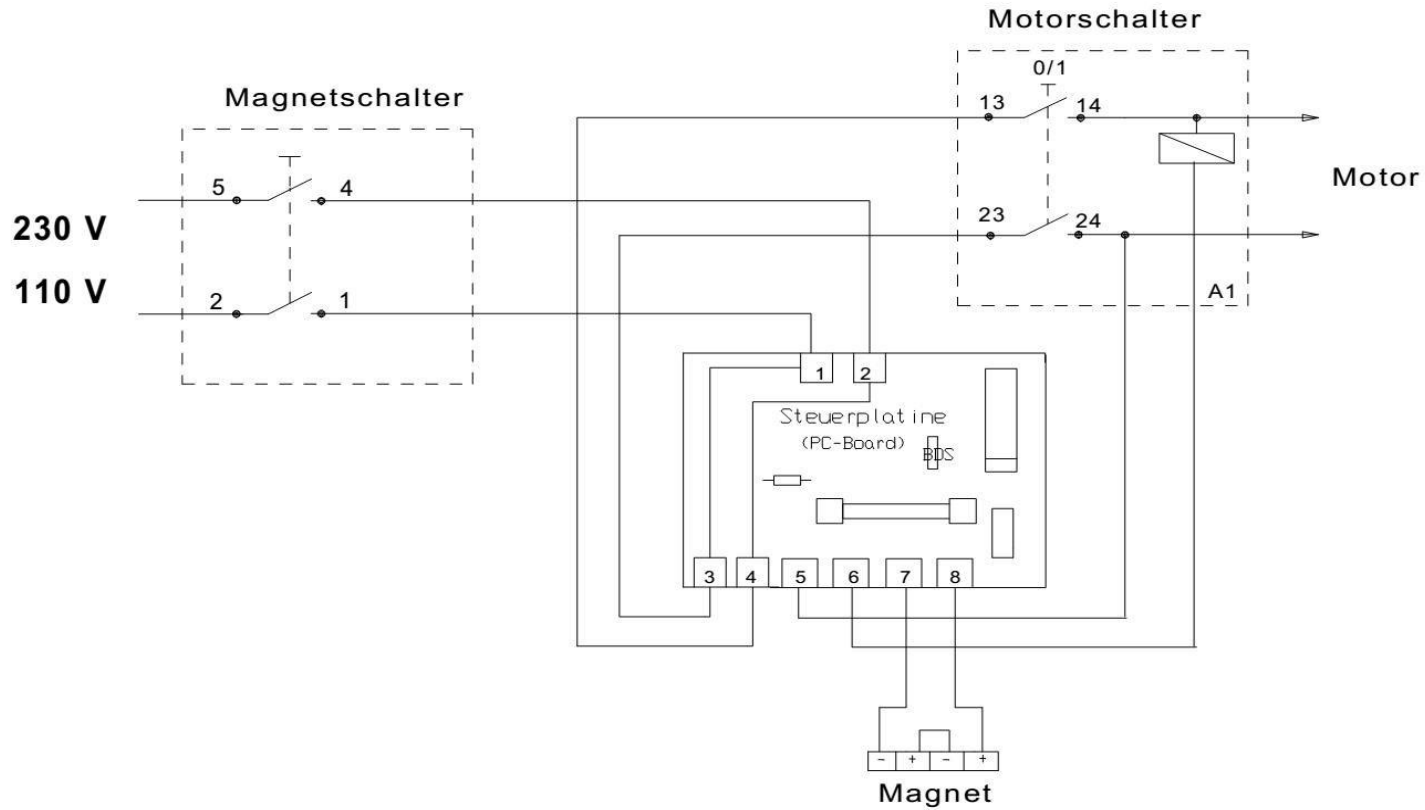 Motorschalter
0/1
13 14
Magnetschalter
5 4
230 V
Motor
23 24
110 V
2 1
A1
1 2
Steuerplatine
(PC-Board)
BDS
3 4 5 6 7 8
- + - +
Magnet